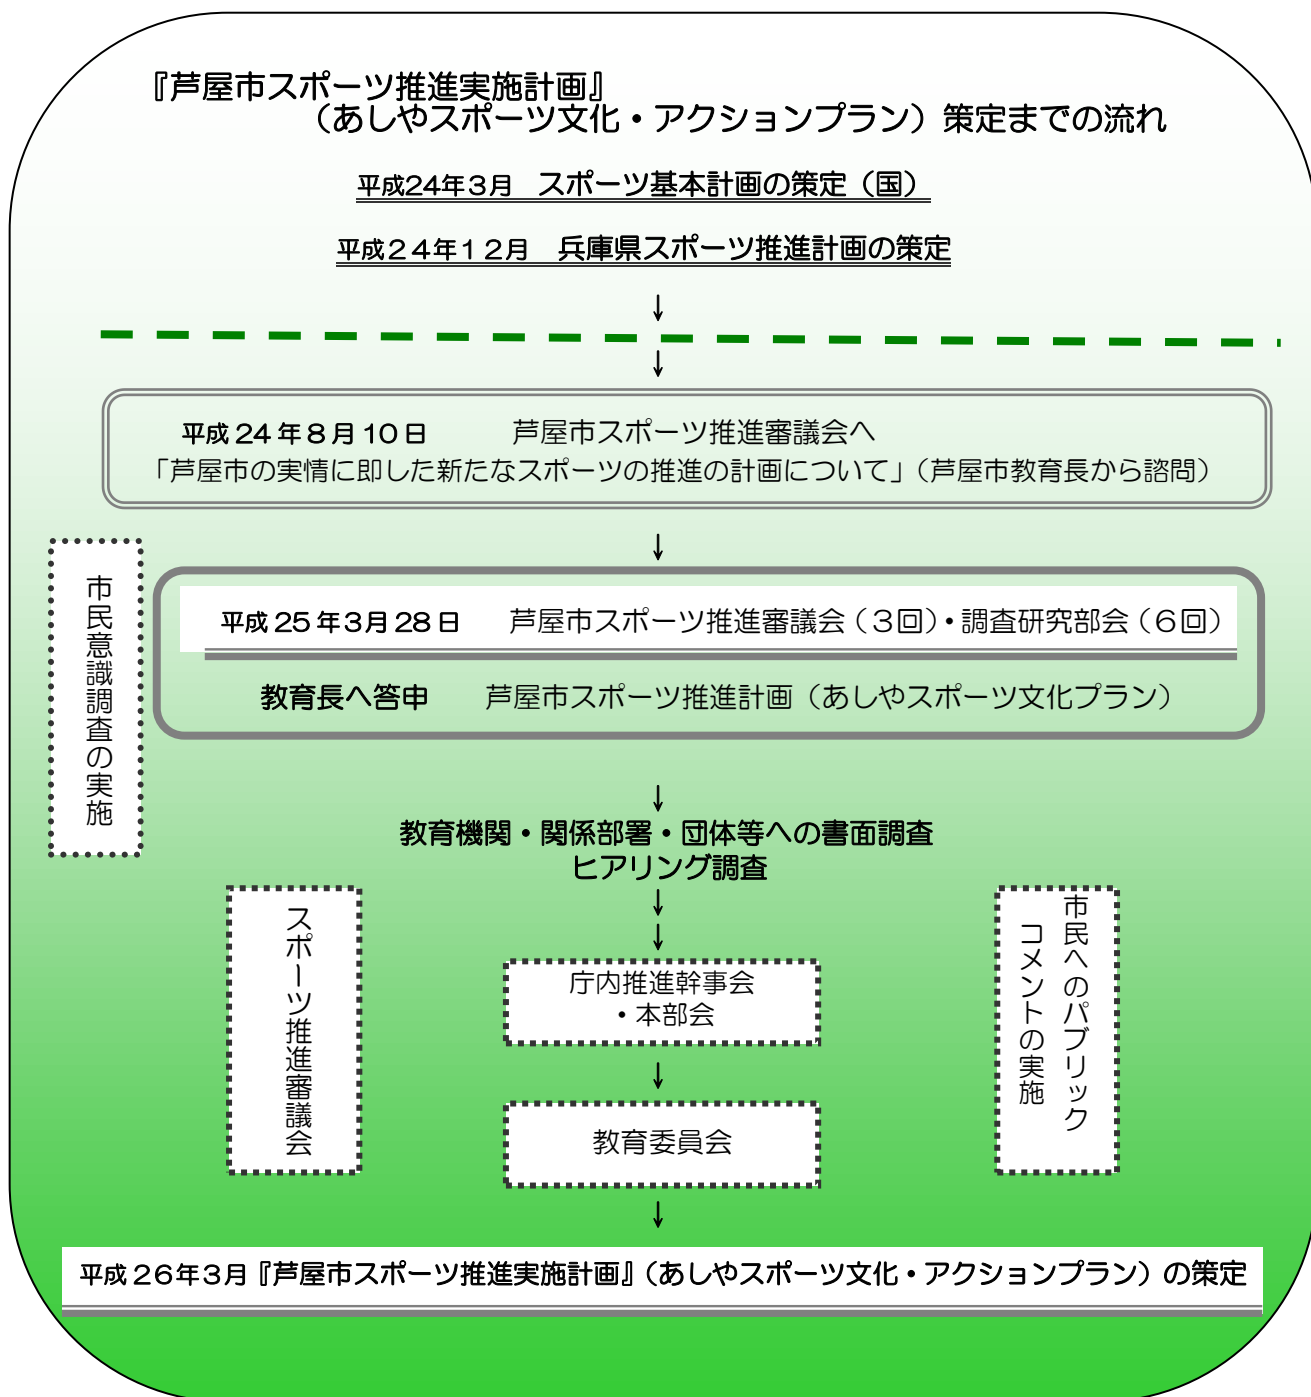 『芦屋市スポーツ推進実施計画』
（あしやスポーツ文化・アクションプラン）策定までの流れ
平成24年３月　スポーツ基本計画の策定（国）
平成２４年１２月　兵庫県スポーツ推進計画の策定
↓
↓
平成24年８月10日　芦屋市スポーツ推進審議会へ
「芦屋市の実情に即した新たなスポーツの推進の計画について」（芦屋市教育長から諮問）
↓
市民意識調査の実施
平成25年３月28日　芦屋市スポーツ推進審議会（３回）・調査研究部会（６回）
教育長へ答申　芦屋市スポーツ推進計画（あしやスポーツ文化プラン）
↓
教育機関・関係部署・団体等への書面調査
ヒアリング調査
↓
↓
スポーツ推進審議会
庁内推進幹事会
・本部会
↓
教育委員会
市民へのパブリック
コメントの実施
↓
平成26年３月『芦屋市スポーツ推進実施計画』（あしやスポーツ文化・アクションプラン）の策定